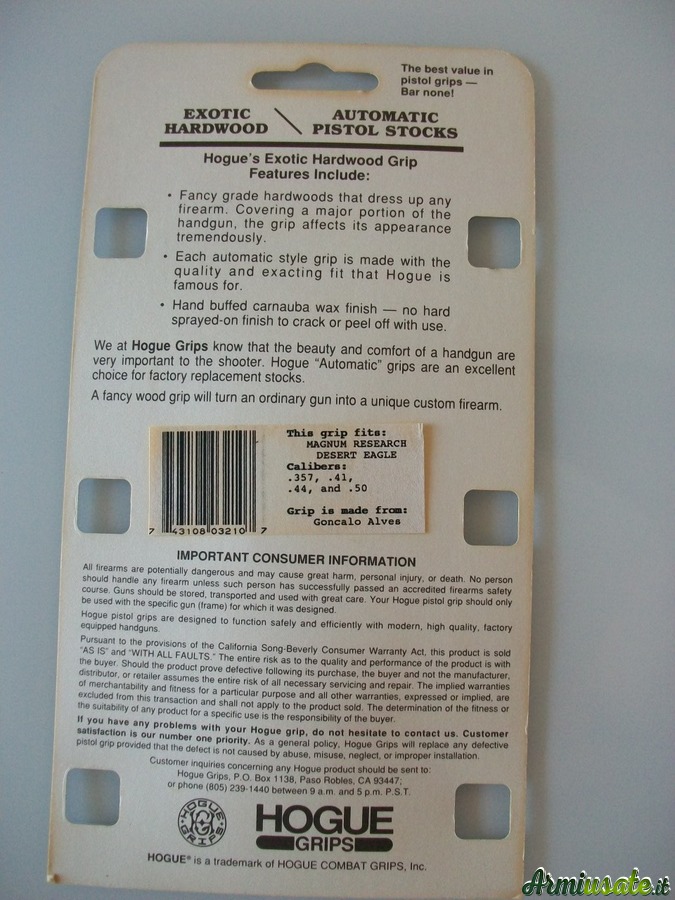 The best value in
pistol grips —
Bar none!
EXOTIC
HARDWOOD
AUTOMATIC
PISTOL STOCKS
Hogue's Exotic Hardwood Grip
Features Include:
• Fancy grade hardwoods that dress up any
firearm. Covering a major portion of the
handgun, the grip affects its appearance
tremendously.
• Each automatic style grip is made with the
quality and exacting fit that Hogue is
famous for.
• Hand buffed carnauba wax finish — no hard
sprayed-on finish to crack or peel off with use.
We at Hogue Grips know that the beauty and comfort of a handgun are
very important to the shooter. Hogue "Automatic" grips are an excellent
choice for factory replacement stocks.
A fancy wood grip will turn an ordinary gun into a unique custom firearm.
This grip fits:
MAGNUM RESEARCH
DESERT EAGLE
Calibers:
.357, .41,
.44, and .50
Grip is made from:
Goncalo Alves
7 43108 03210 7
IMPORTANT CONSUMER INFORMATION
All firearms are potentially dangerous and may cause great harm, personal injury, or death. No person
should handle any firearm unless such person has successfully passed an accredited firearms safety
course. Guns should be stored, transported and used with great care. Your Hogue pistol grip should only
be used with the specific gun (frame) for which it was designed.
Hogue pistol grips are designed to function safely and efficiently with modern, high quality, factory
equipped handguns.
Pursuant to the provisions of the California Song-Beverly Consumer Warranty Act, this product is sold
"AS IS" and "WITH ALL FAULTS." The entire risk as to the quality and performance of the product is with
the buyer. Should the product prove defective following its purchase, the buyer and not the manufacturer,
distributor, or retailer assumes the entire risk of all necessary servicing and repair. The implied warranties
of merchantability and fitness for a particular purpose and all other warranties, expressed or implied, are
excluded from this transaction and shall not apply to the product sold. The determination of the fitness or
the suitability of any product for a specific use is the responsibility of the buyer.
If you have any problems with your Hogue grip, do not hesitate to contact us. Customer
satisfaction is our number one priority. As a general policy, Hogue Grips will replace any defective
pistol grip provided that the defect is not caused by abuse, misuse, neglect, or improper installation.
Customer inquiries concerning any Hogue product should be sent to:
Hogue Grips, P.O. Box 1138, Paso Robles, CA 93447;
or phone (805) 239-1440 between 9 a.m. and 5 p.m. P.S.T.
HOGUE
GRIPS
HOGUE
GRIPS
HOGUE® is a trademark of HOGUE COMBAT GRIPS, Inc.
Armiusate.it